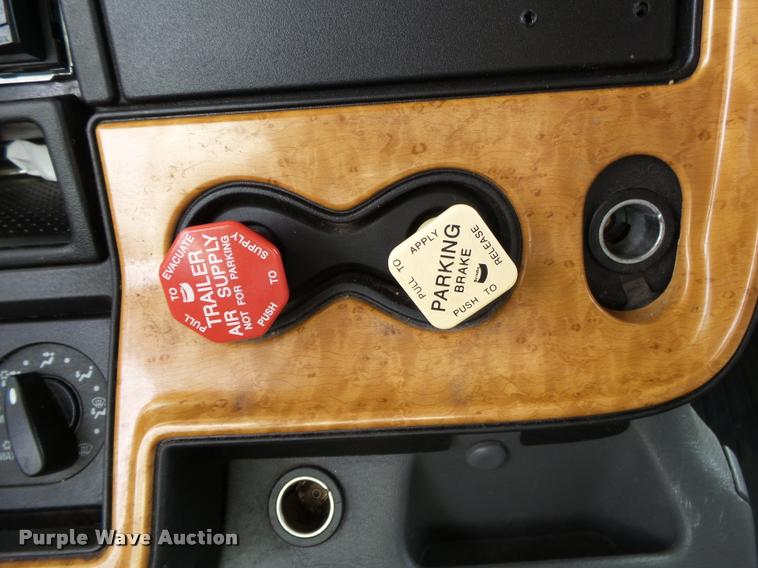 PULL TO EVACUATE
TRAILER
AIR SUPPLY
NOT FOR PARKING
PUSH TO SUPPLY
PULL TO APPLY
PARKING
BRAKE
PUSH TO RELEASE
Purple Wave Auction